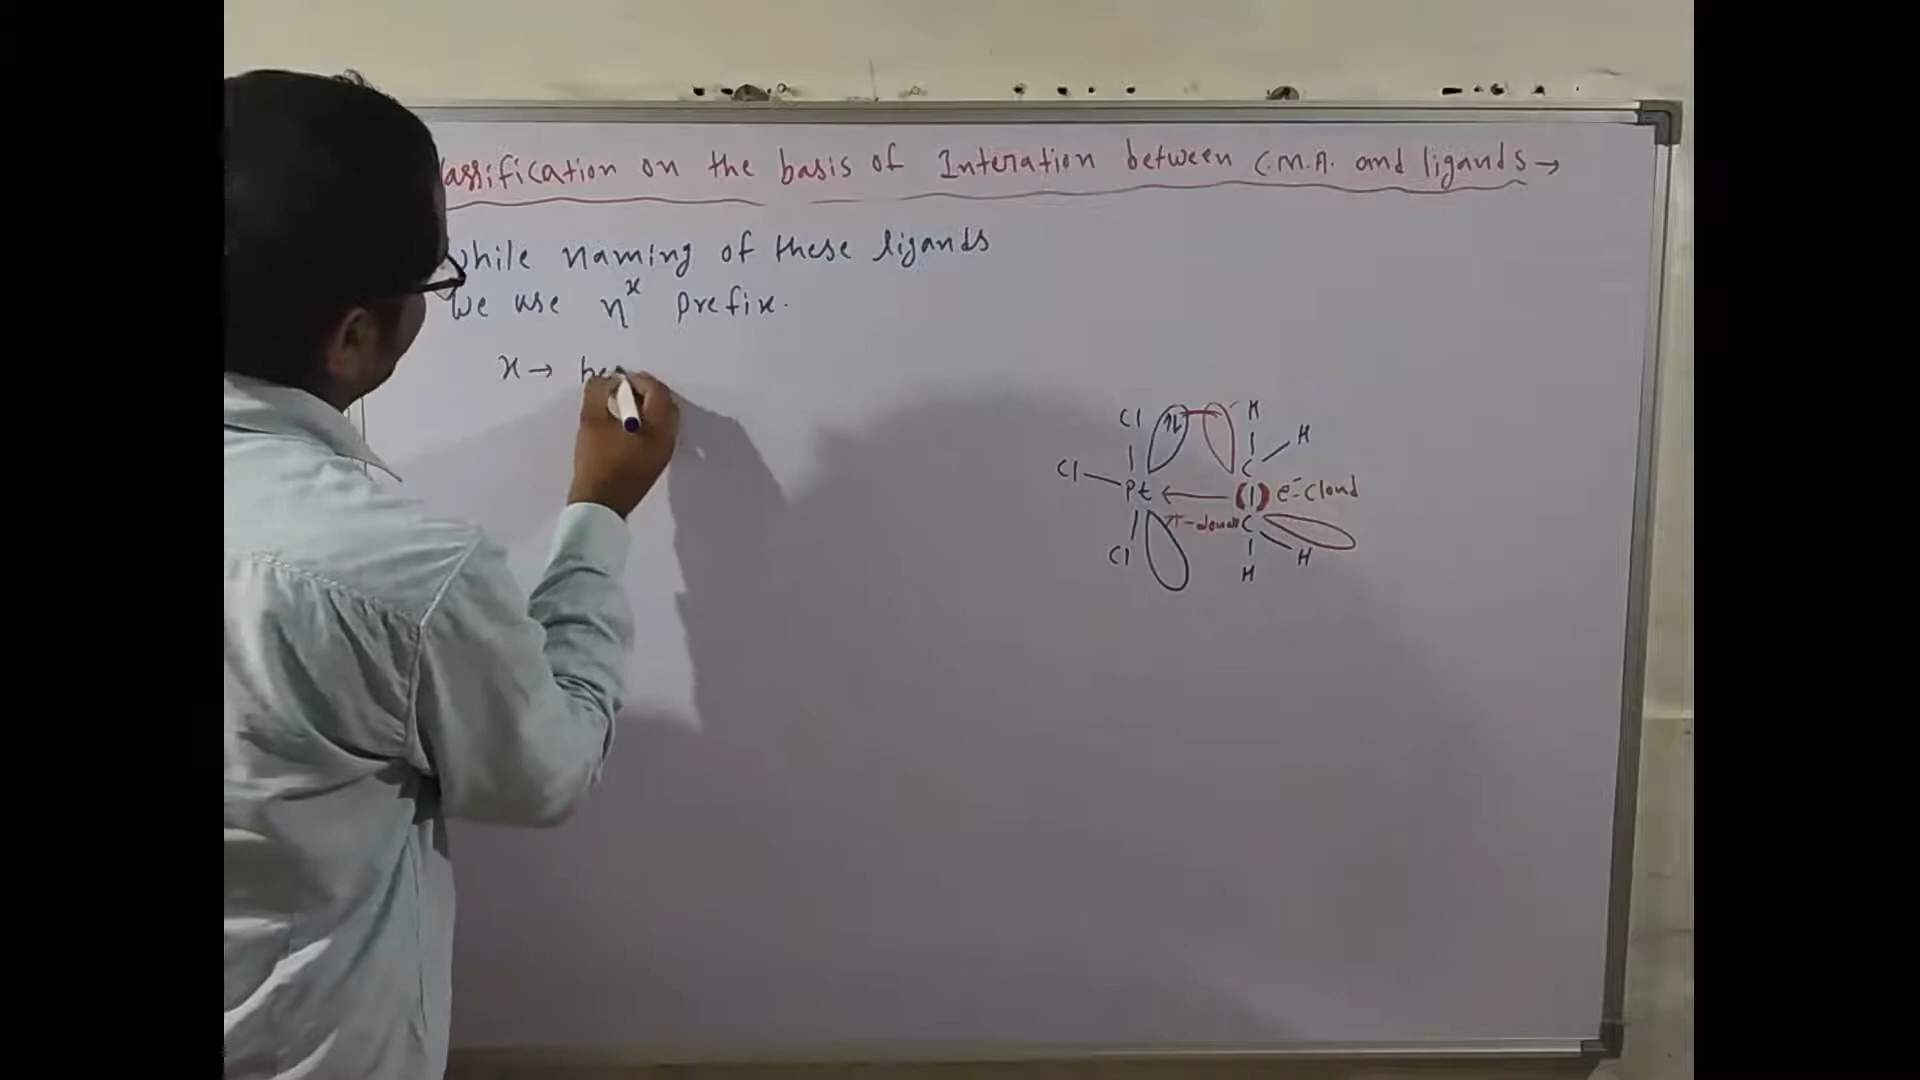 assification on the basis of Interation between C.M.A. and ligands →
while naming of these ligands
We use η^x prefix.
x →
Cl ⇅ H
H
Cl C
Pt ← e⁻cloud
π-donor C
Cl H
H